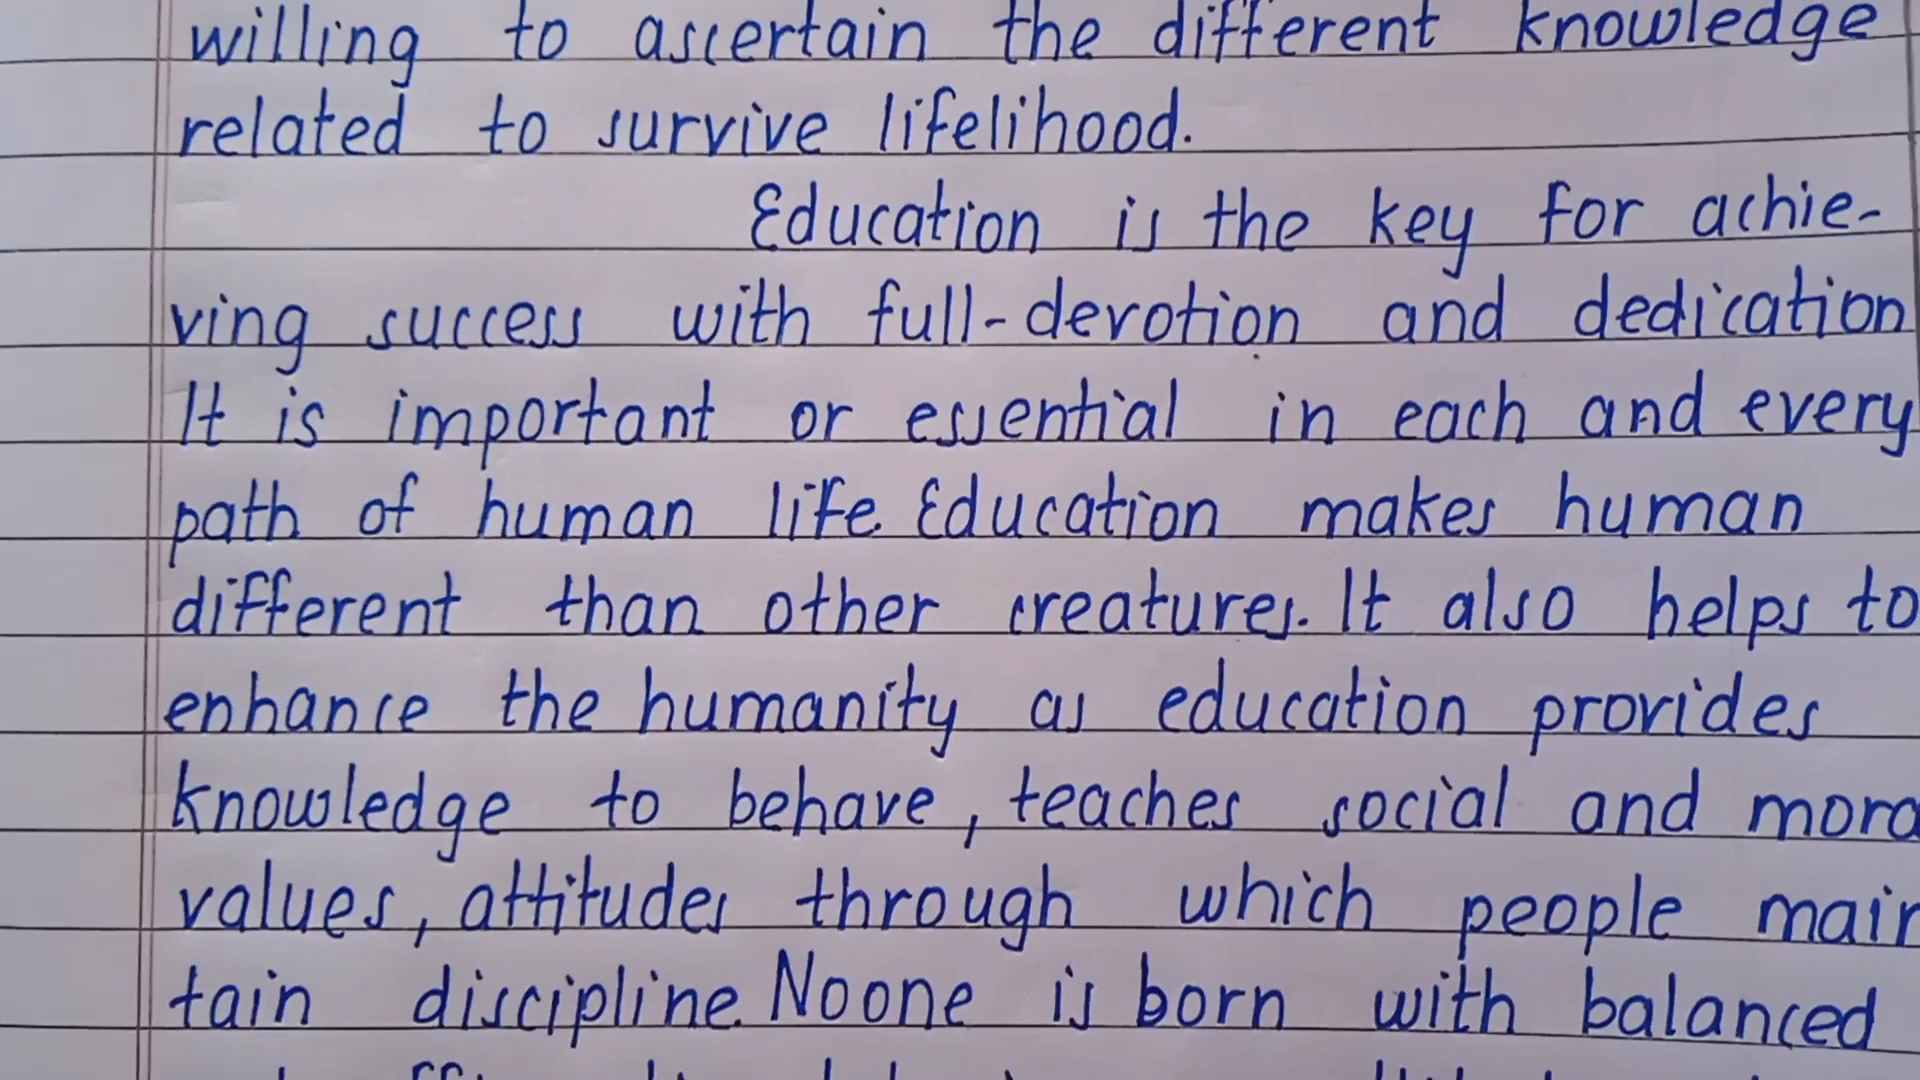 willing to ascertain the different knowledge
related to survive lifelihood.
Education is the key for achie-
ving success with full-devotion and dedication
It is important or essential in each and every
path of human life. Education makes human
different than other creatures. It also helps to
enhance the humanity as education provides
knowledge to behave, teaches social and mora
values, attitudes through which people main
tain discipline. Noone is born with balanced